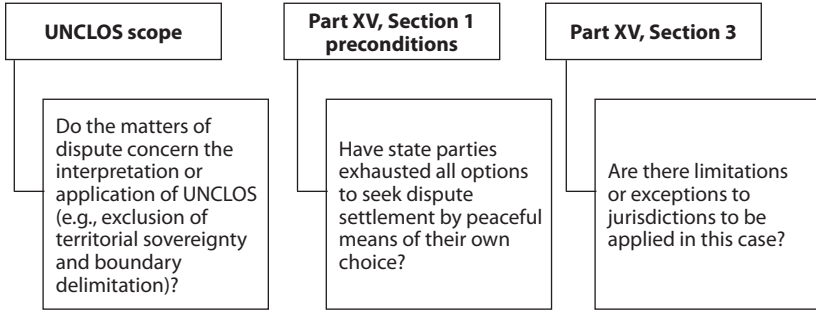 UNCLOS scope
Do the matters of
dispute concern the
interpretation or
application of UNCLOS
(e.g., exclusion of
territorial sovereignty
and boundary
delimitation)?
Part XV, Section 1
preconditions
Have state parties
exhausted all options
to seek dispute
settlement by peaceful
means of their own
choice?
Part XV, Section 3
Are there limitations
or exceptions to
jurisdictions to be
applied in this case?